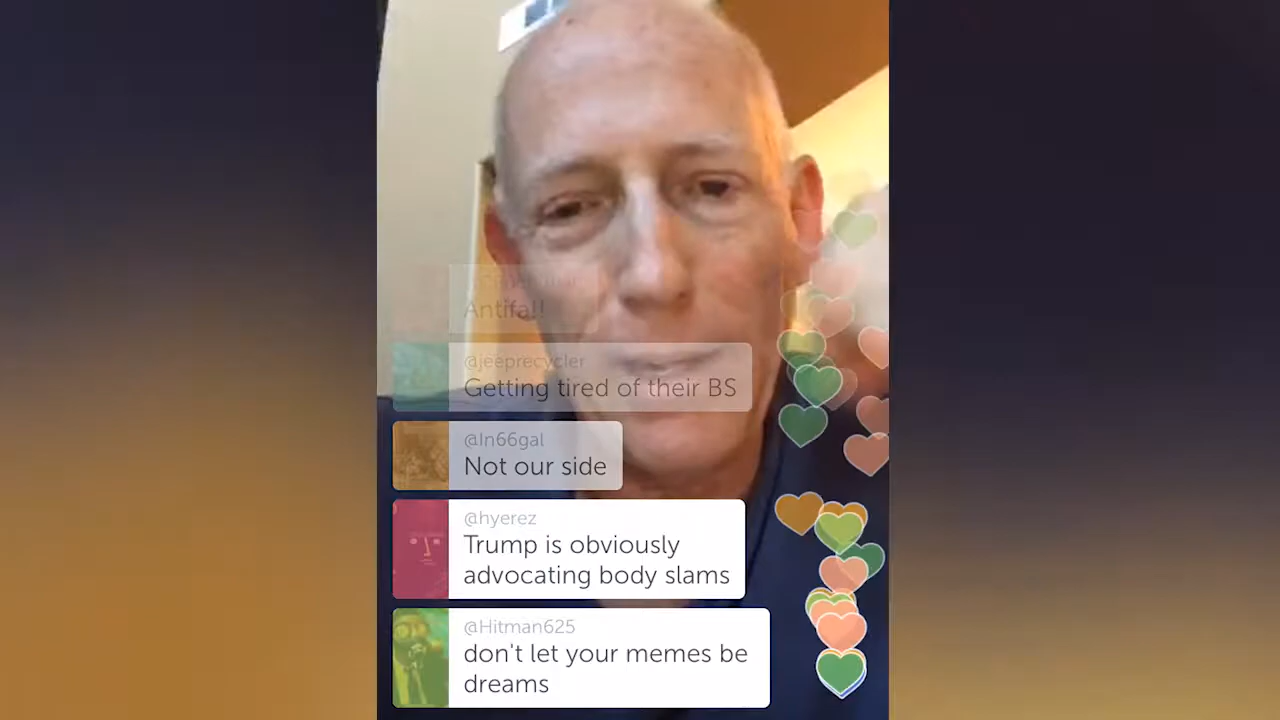 Antifa!!
@jeeprecycler
Getting tired of their BS
@In66gal
Not our side
@hyerez
Trump is obviously
advocating body slams
@Hitman625
don't let your memes be
dreams